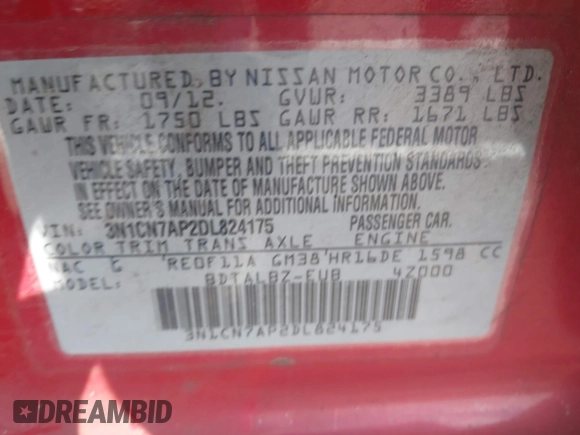 MANUFACTURED BY NISSAN MOTOR CO., LTD.
DATE: 09/12. GVWR: 3389 LBS
GAWR FR: 1750 LBS GAWR RR: 1671 LBS
THIS VEHICLE CONFORMS TO ALL APPLICABLE FEDERAL MOTOR
VEHICLE SAFETY, BUMPER AND THEFT PREVENTION STANDARDS
IN EFFECT ON THE DATE OF MANUFACTURE SHOWN ABOVE.
SEE OWNER'S MANUAL FOR ADDITIONAL INFORMATION.
VIN: 3N1CN7AP2DL824175 PASSENGER CAR.
COLOR TRIM TRANS AXLE ENGINE
NAC G RE0F11A GM38 HR16DE 1598 CC
BDTALBZ-EUB 4Z000
3N1CN7AP2DL824175
DREAMBID